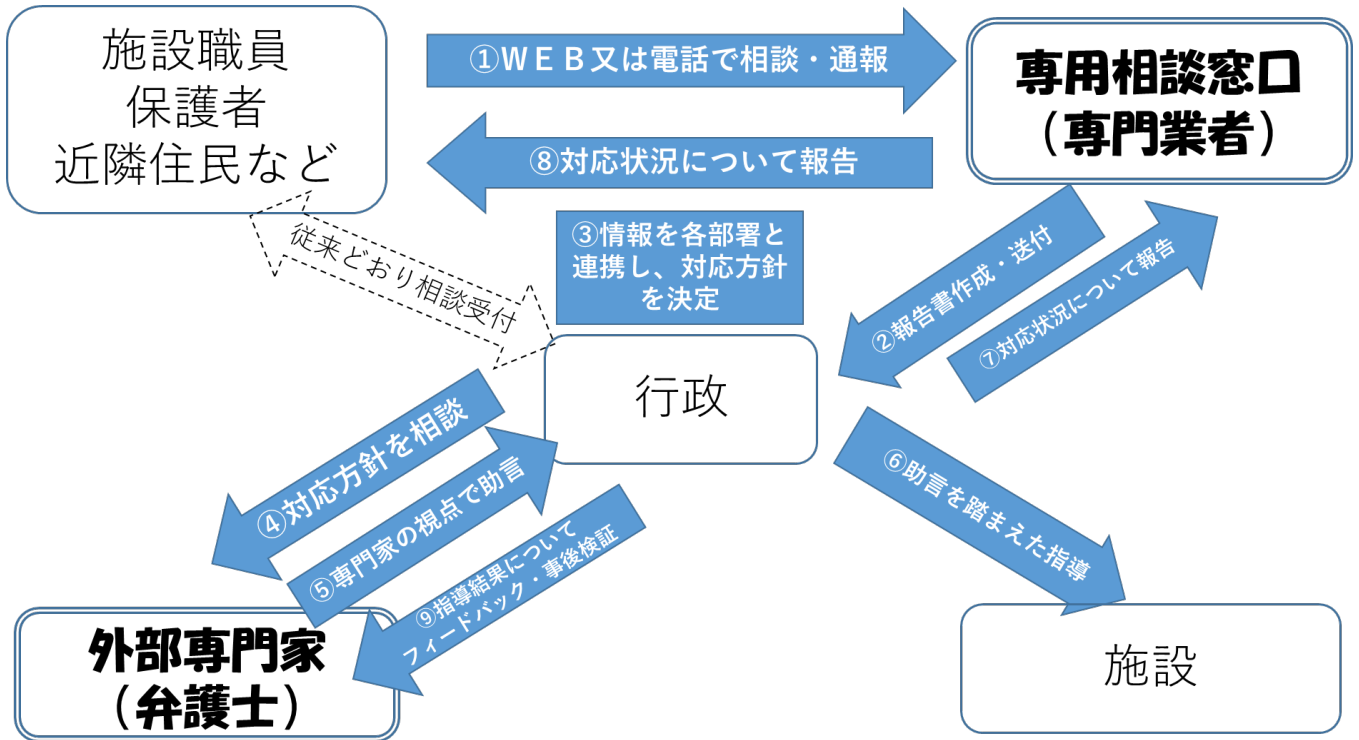 施設職員
保護者
近隣住民など
①ＷＥＢ又は電話で相談・通報
専用相談窓口
（専門業者）
⑧対応状況について報告
従来どおり相談受付
③情報を各部署と
連携し、対応方針
を決定
②報告書作成・送付
⑦対応状況について報告
行政
④対応方針を相談
⑤専門家の視点で助言
⑨指導結果について
フィードバック・事後検証
⑥助言を踏まえた指導
外部専門家
（弁護士）
施設